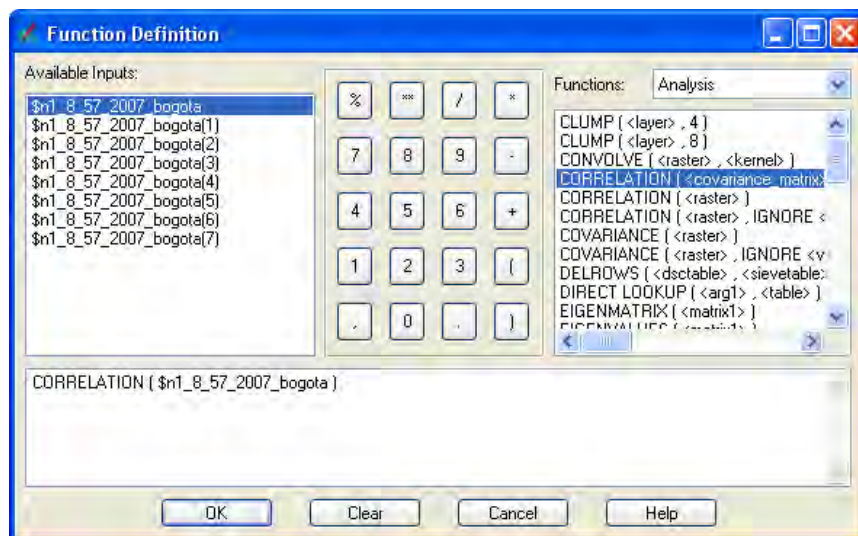 Function Definition
Available Inputs:
$n1_8_57_2007_bogota
$n1_8_57_2007_bogota(1)
$n1_8_57_2007_bogota(2)
$n1_8_57_2007_bogota(3)
$n1_8_57_2007_bogota(4)
$n1_8_57_2007_bogota(5)
$n1_8_57_2007_bogota(6)
$n1_8_57_2007_bogota(7)
% ** / *
7 8 9 -
4 5 6 +
1 2 3 (
, 0 . )
Functions: Analysis
CLUMP ( <layer> , 4 )
CLUMP ( <layer> , 8 )
CONVOLVE ( <raster> , <kernel> )
CORRELATION ( <covariance_matrix>
CORRELATION ( <raster> )
CORRELATION ( <raster> , IGNORE <
COVARIANCE ( <raster> )
COVARIANCE ( <raster> , IGNORE <v
DELROWS ( <dsctable> , <sievetable>
DIRECT LOOKUP ( <arg1> , <table> )
EIGENMATRIX ( <matrix1> )
EIGENVALUES ( <matrix1> )
CORRELATION ( $n1_8_57_2007_bogota )
OK Clear Cancel Help